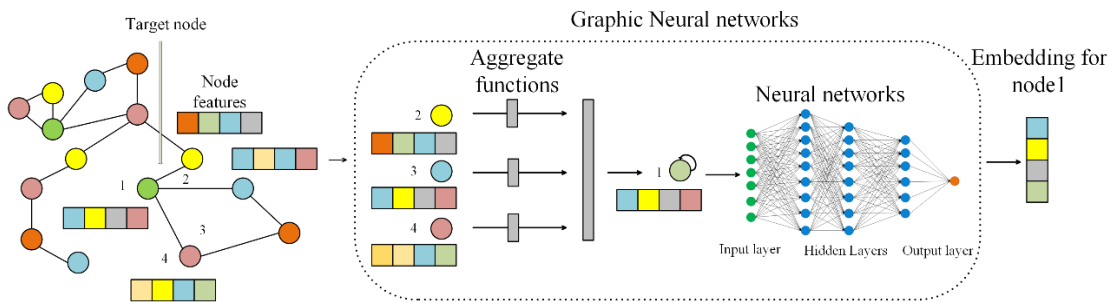 Target node
Node
features
1
2
3
4
Graphic Neural networks
Aggregate
functions
2
3
4
1
Neural networks
Input layer
Hidden Layers
Output layer
Embedding for
node1